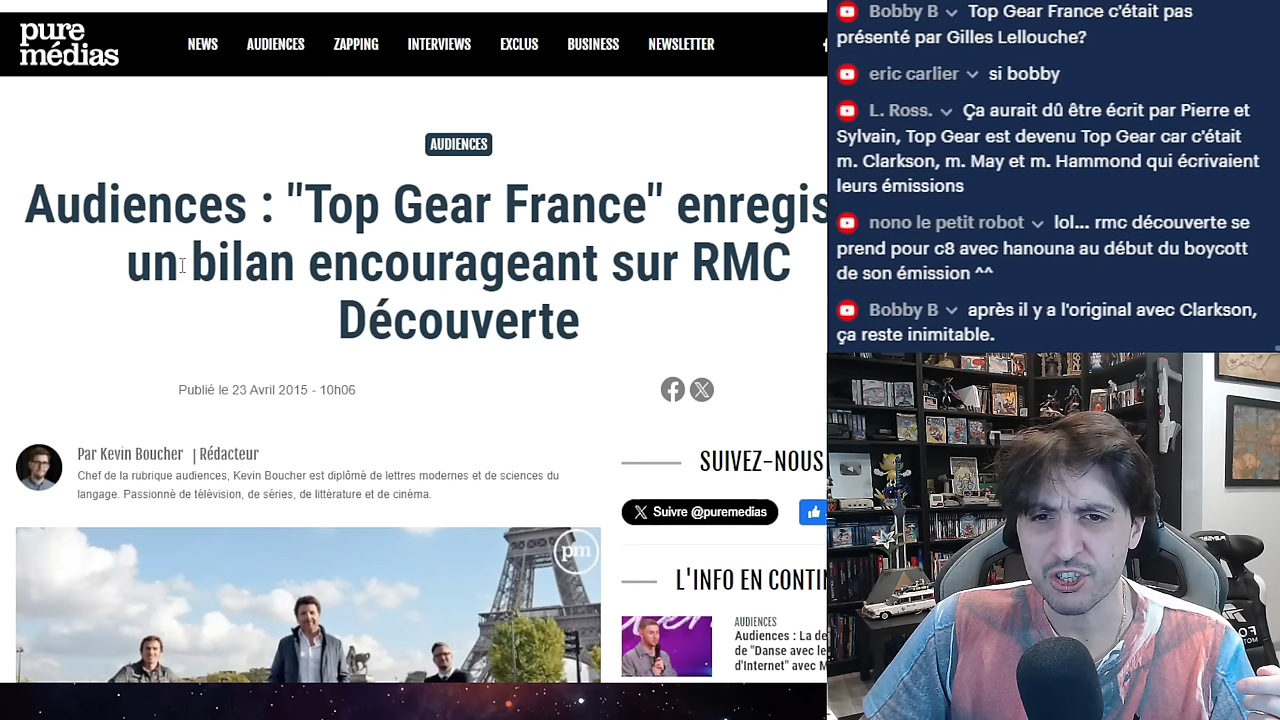 pure
médias
NEWS
AUDIENCES
ZAPPING
INTERVIEWS
EXCLUS
BUSINESS
NEWSLETTER
AUDIENCES
Audiences : "Top Gear France" enregis
un bilan encourageant sur RMC
Découverte
Publié le 23 Avril 2015 - 10h06
Par Kevin Boucher | Rédacteur
Chef de la rubrique audiences, Kevin Boucher est diplômé de lettres modernes et de sciences du
langage. Passionné de télévision, de séries, de littérature et de cinéma.
pm
SUIVEZ-NOUS
Suivre @puremedias
L'INFO EN CONTI
AUDIENCES
Audiences : La de
de "Danse avec le
d'Internet" avec M
Bobby B Top Gear France c'était pas
présenté par Gilles Lellouche?
eric carlier si bobby
L. Ross. Ça aurait dû être écrit par Pierre et
Sylvain, Top Gear est devenu Top Gear car c'était
m. Clarkson, m. May et m. Hammond qui écrivaient
leurs émissions
nono le petit robot lol... rmc découverte se
prend pour c8 avec hanouna au début du boycott
de son émission ^^
Bobby B après il y a l'original avec Clarkson,
ça reste inimitable.